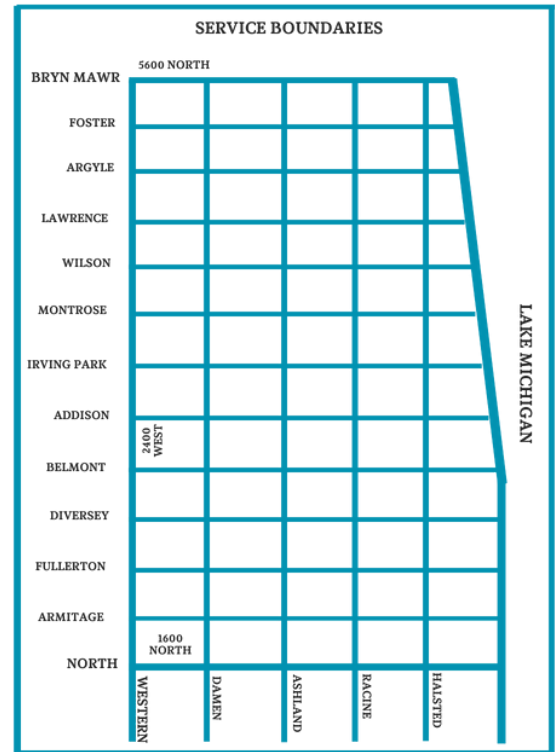 SERVICE BOUNDARIES
5600 NORTH
BRYN MAWR
FOSTER
ARGYLE
LAWRENCE
WILSON
MONTROSE
LAKE MICHIGAN
IRVING PARK
ADDISON
2400
WEST
BELMONT
DIVERSEY
FULLERTON
ARMITAGE
1600
NORTH
NORTH
WESTERN
DAMEN
ASHLAND
RACINE
HALSTED